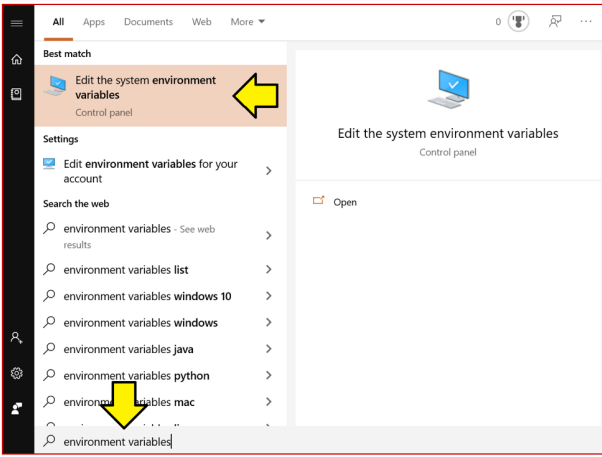 All Apps Documents Web More 0
Best match
Edit the system environment
variables
Control panel
Settings
Edit environment variables for your
account
Search the web
environment variables - See web
results
environment variables list
environment variables windows 10
environment variables windows
environment variables java
environment variables python
mac
environment variables
Edit the system environment variables
Control panel
Open